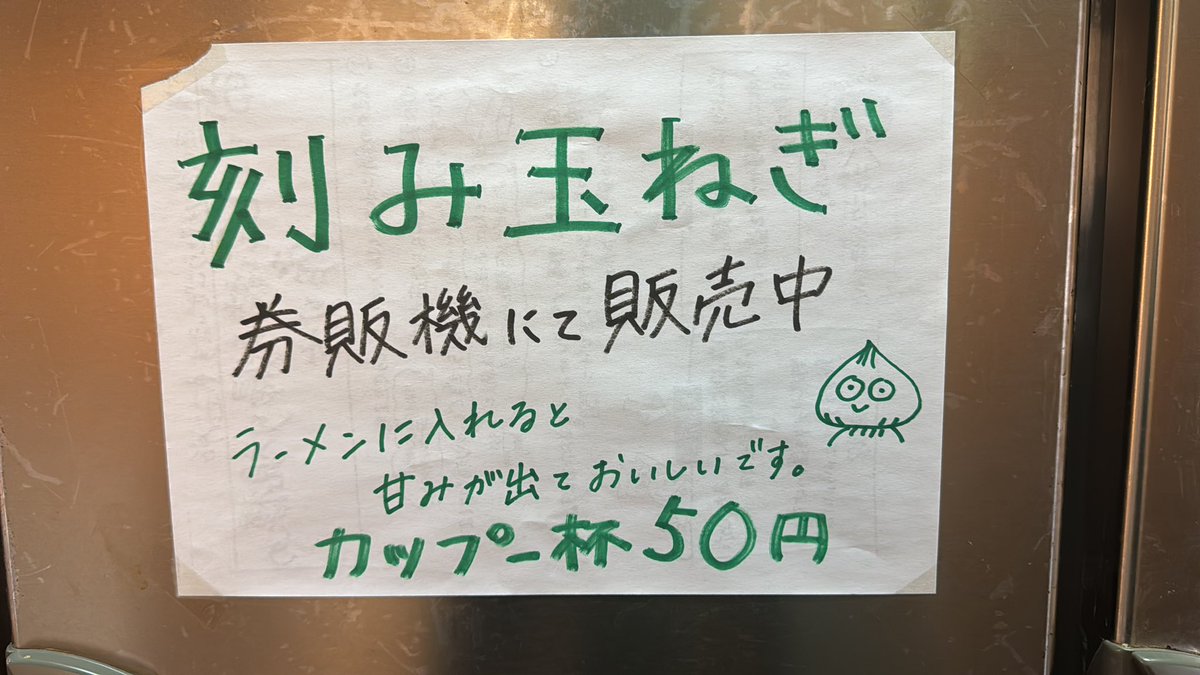 刻み玉ねぎ
券販機にて販売中
ラーメンに入れると
甘みが出ておいしいです。
カップ一杯50円